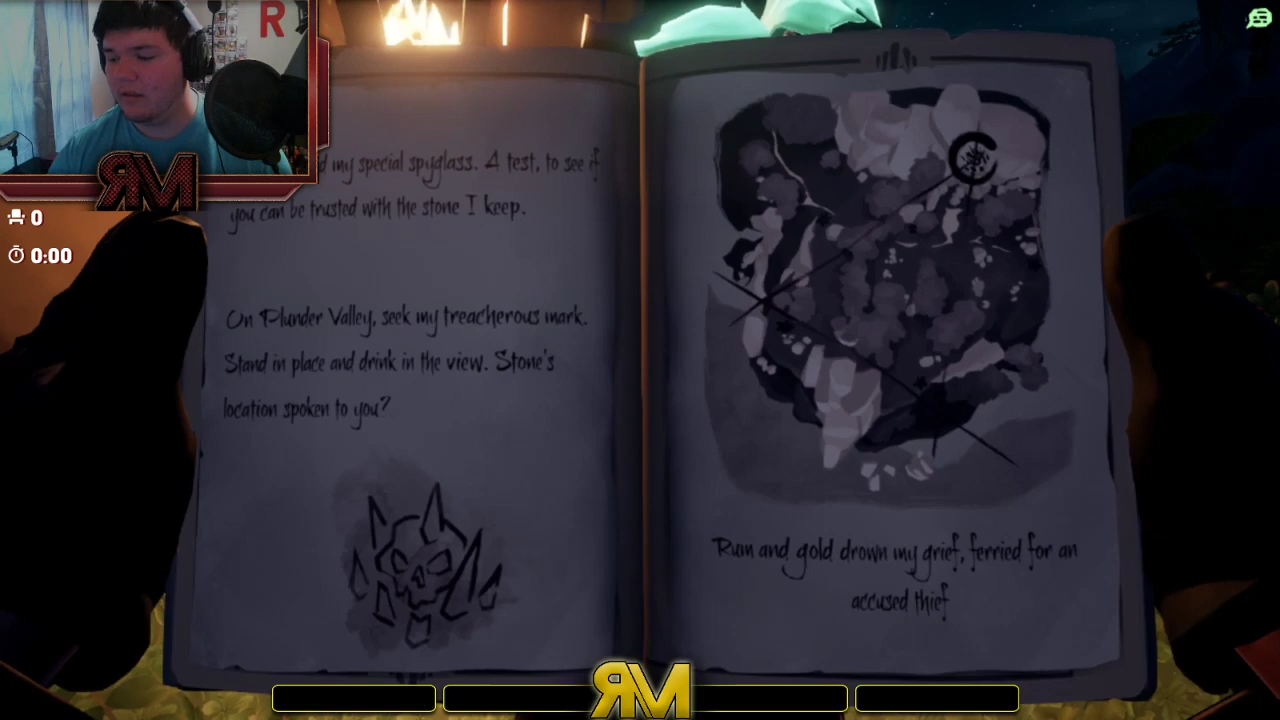 R
ЯM
0
0:00
d my special spyglass. A test, to see if
you can be trusted with the stone I keep.
On Plunder Valley, seek my treacherous mark.
Stand in place and drink in the view. Stone's
location spoken to you?
Rum and gold drown my grief, ferried for an
accused thief
ЯM